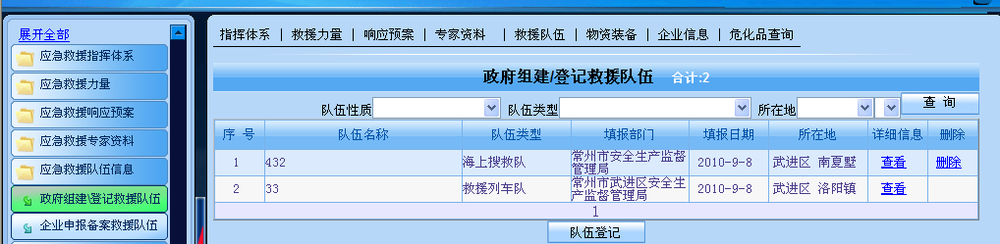 展开全部
应急救援指挥体系
应急救援力量
应急救援响应预案
应急救援专家资料
应急救援队伍信息
政府组建\登记救援队伍
企业申报备案救援队伍
指挥体系 | 救援力量 | 响应预案 | 专家资料 | 救援队伍 | 物资装备 | 企业信息 | 危化品查询
政府组建/登记救援队伍 合计:2
队伍性质 队伍类型 所在地 查 询
序 号 队伍名称 队伍类型 填报部门 填报日期 所在地 详细信息 删除
1 432 海上搜救队 常州市安全生产监督管理局 2010-9-8 武进区 南夏墅 查看 删除
2 33 救援列车队 常州市武进区安全生产监督管理局 2010-9-8 武进区 洛阳镇 查看
1
队伍登记